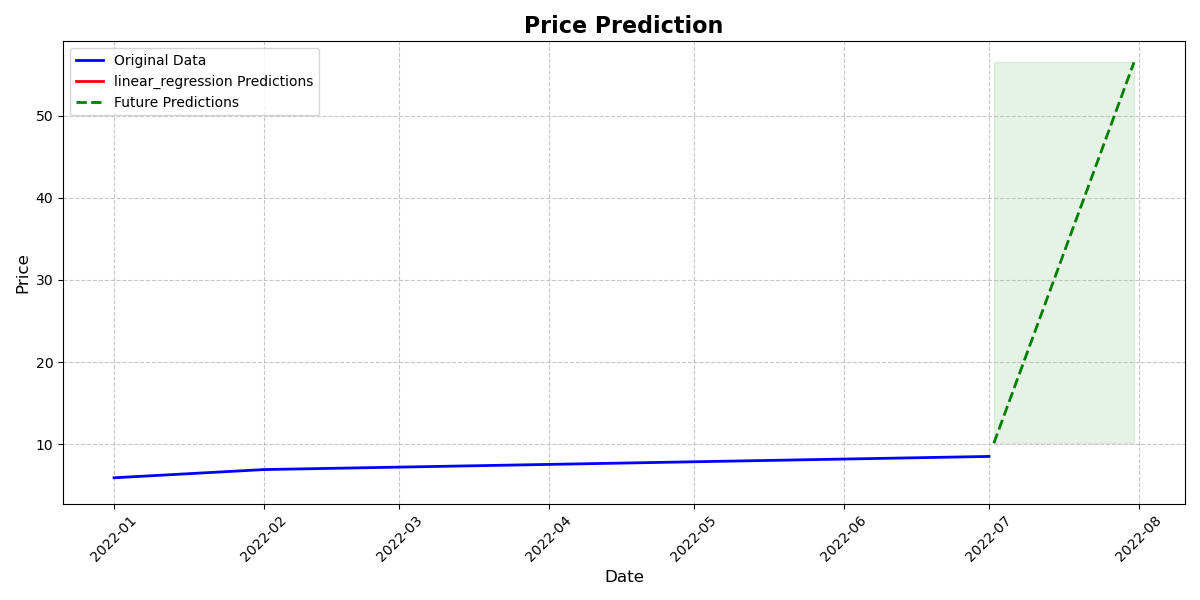 Price Prediction
Original Data
linear_regression Predictions
Future Predictions
Price
50
40
30
20
10
2022-01
2022-02
2022-03
2022-04
2022-05
2022-06
2022-07
2022-08
Date